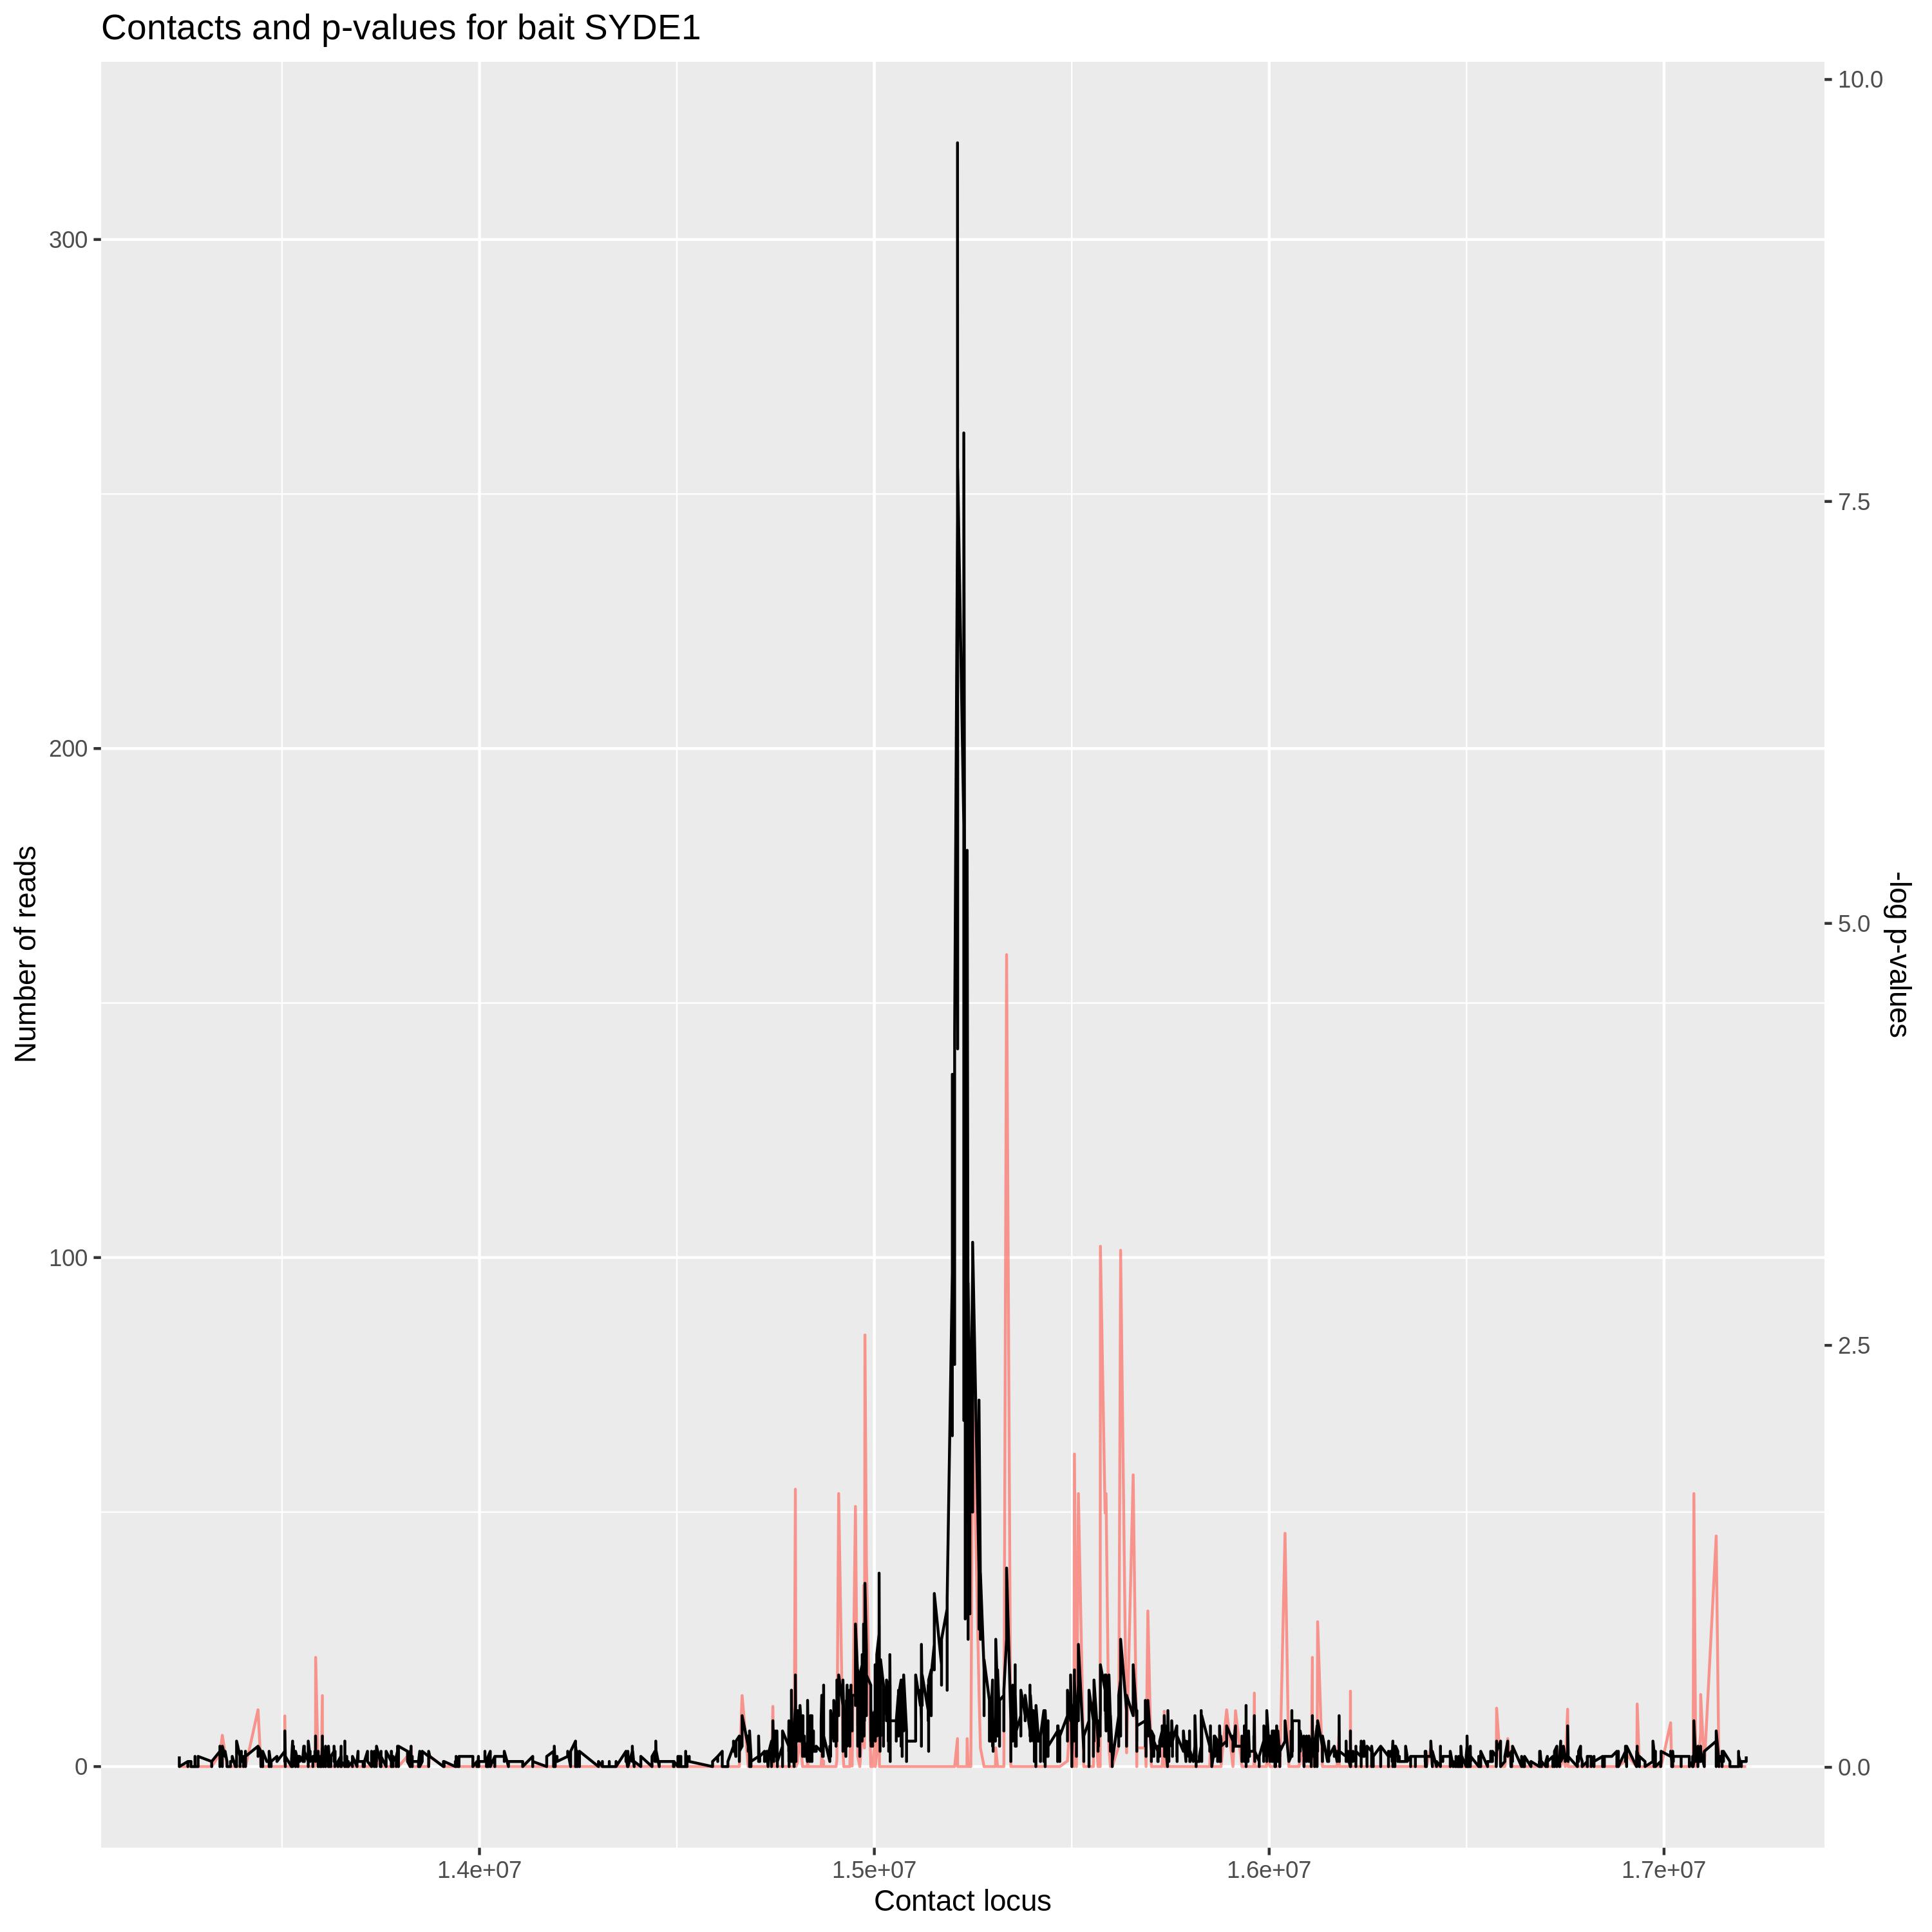 Contacts and p-values for bait SYDE1
10.0
300
7.5
200
Number of reads
-log p-values
5.0
100
2.5
0
0.0
1.4e+07
1.5e+07
1.6e+07
1.7e+07
Contact locus